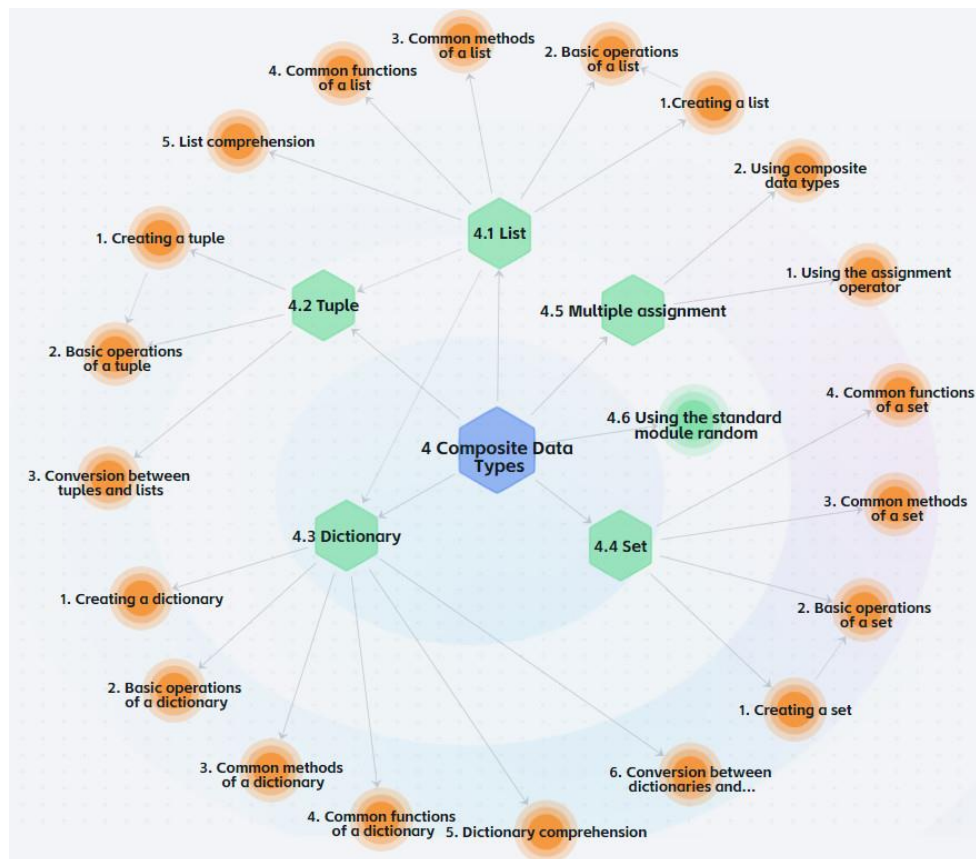 3. Common methods
of a list
2. Basic operations
of a list
4. Common functions
of a list
1.Creating a list
5. List comprehension
2. Using composite
data types
4.1 List
1. Creating a tuple
1. Using the assignment
operator
4.2 Tuple
4.5 Multiple assignment
2. Basic operations
of a tuple
4. Common functions
of a set
4.6 Using the standard
module random
4 Composite Data
Types
3. Conversion between
tuples and lists
3. Common methods
of a set
4.3 Dictionary
4.4 Set
1. Creating a dictionary
2. Basic operations
of a set
2. Basic operations
of a dictionary
1. Creating a set
3. Common methods
of a dictionary
6. Conversion between
dictionaries and...
4. Common functions
of a dictionary
5. Dictionary comprehension